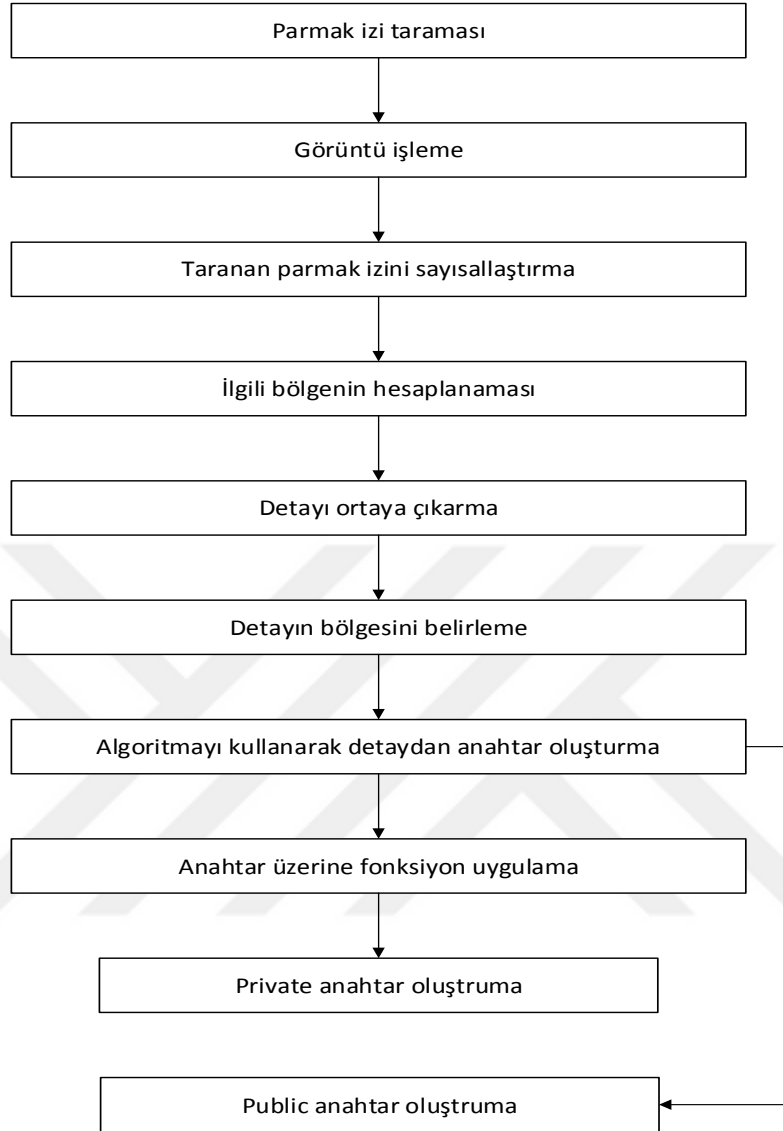 Parmak izi taraması
Görüntü işleme
Taranan parmak izini sayısallaştırma
İlgili bölgenin hesaplanaması
Detayı ortaya çıkarma
Detayın bölgesini belirleme
Algoritmayı kullanarak detaydan anahtar oluşturma
Anahtar üzerine fonksiyon uygulama
Private anahtar oluştruma
Public anahtar oluştruma